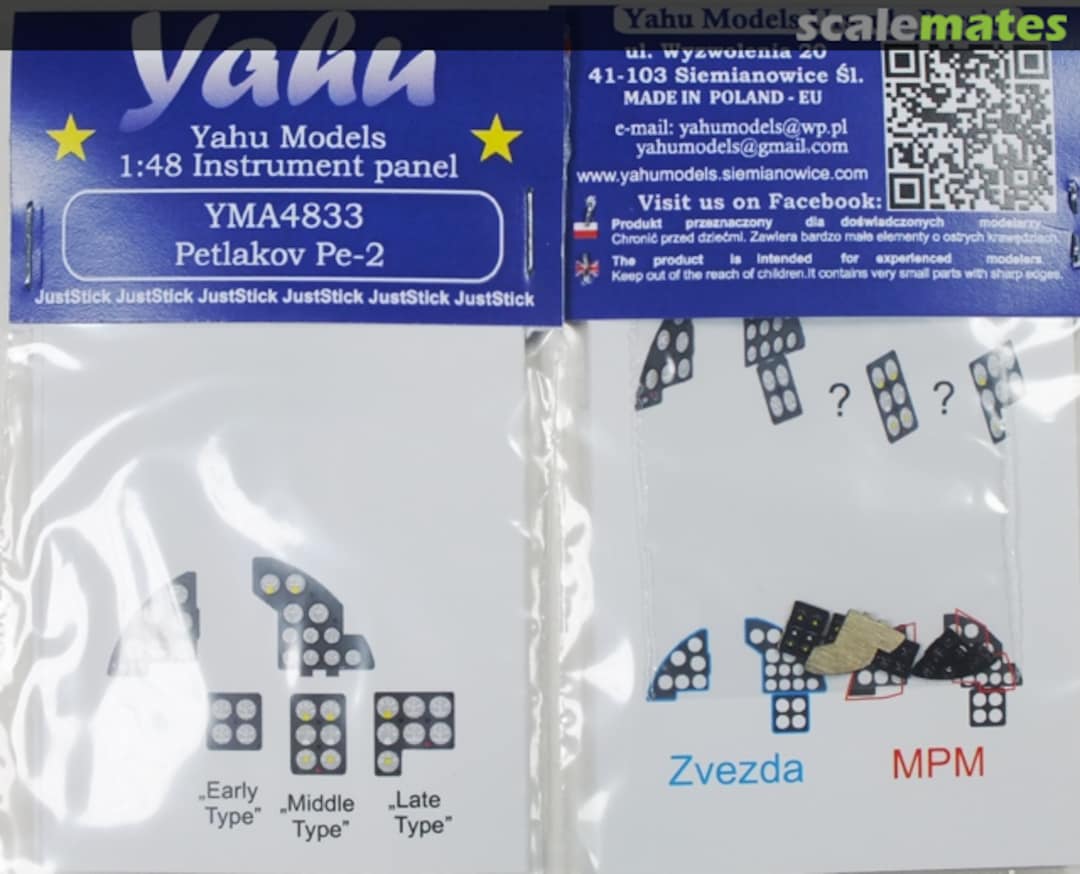 scalemates
Yahu
Yahu Models
1:48 Instrument panel
YMA4833
Petlakov Pe-2
JustStick JustStick JustStick JustStick JustStick JustStick
„Early
Type”
„Middle
Type”
„Late
Type”
Yahu Models
ul. Wyzwolenia 20
41-103 Siemianowice Śl.
MADE IN POLAND - EU
e-mail: yahumodels@wp.pl
yahumodels@gmail.com
www.yahumodels.siemianowice.com
Visit us on Facebook:
Produkt przeznaczony dla doświadczonych modelarzy.
Chronić przed dziećmi. Zawiera bardzo małe elementy o ostrych krawędziach.
The product is intended for experienced modelers.
Keep out of the reach of children.It contains very small parts with sharp edges.
? ?
Zvezda
MPM